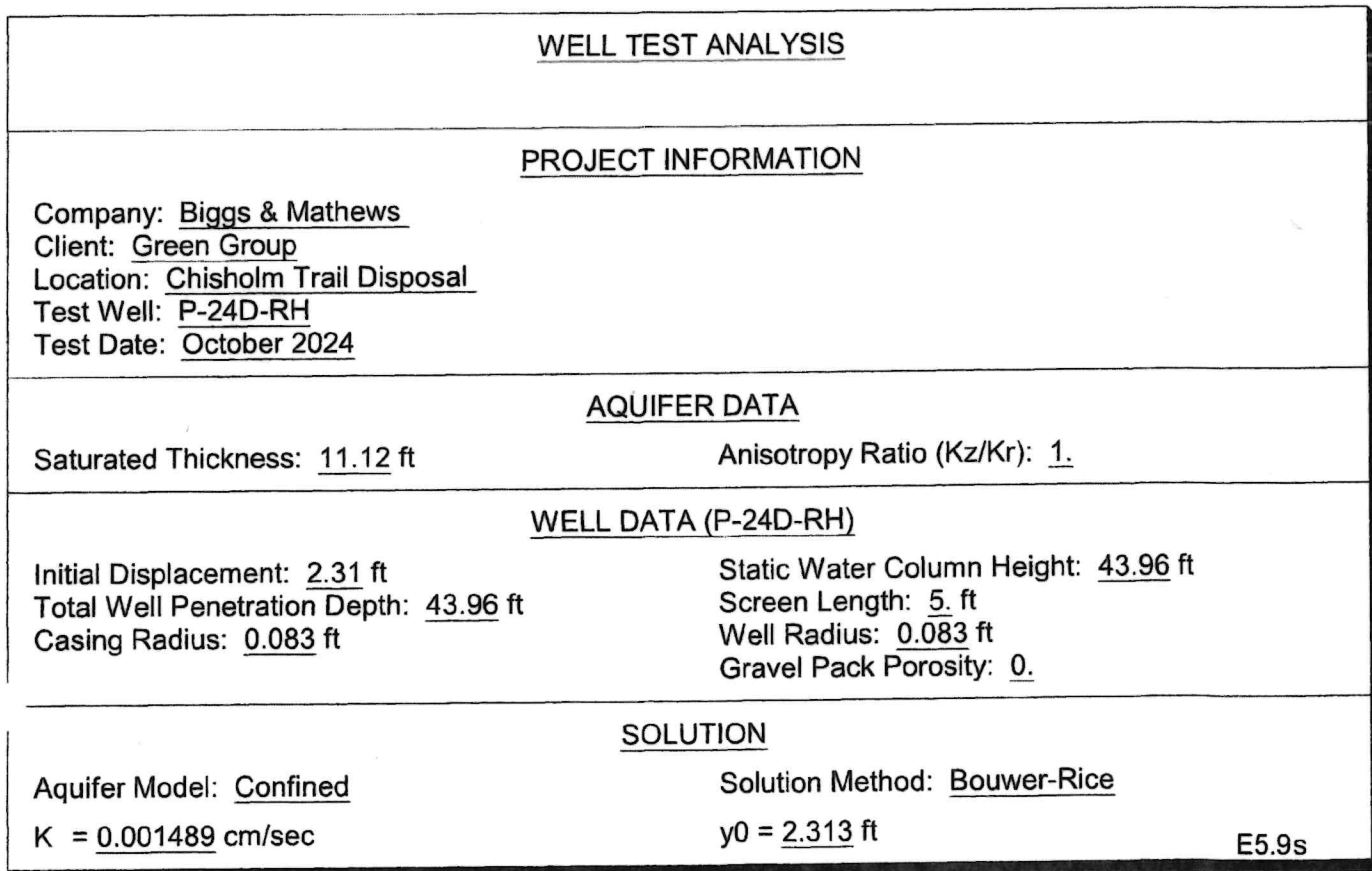 WELL TEST ANALYSIS
PROJECT INFORMATION
Company: Biggs & Mathews
Client: Green Group
Location: Chisholm Trail Disposal
Test Well: P-24D-RH
Test Date: October 2024
AQUIFER DATA
Saturated Thickness: 11.12 ft Anisotropy Ratio (Kz/Kr): 1.
WELL DATA (P-24D-RH)
Initial Displacement: 2.31 ft Static Water Column Height: 43.96 ft
Total Well Penetration Depth: 43.96 ft Screen Length: 5. ft
Casing Radius: 0.083 ft Well Radius: 0.083 ft
Gravel Pack Porosity: 0.
SOLUTION
Aquifer Model: Confined Solution Method: Bouwer-Rice
K = 0.001489 cm/sec y0 = 2.313 ft
E5.9s